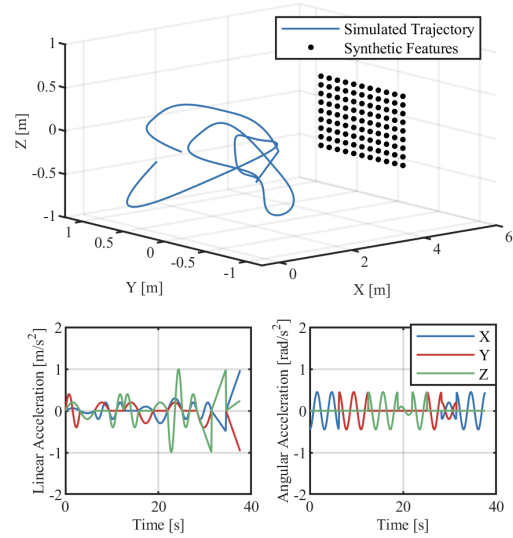 Simulated Trajectory
Synthetic Features
1
0.5
0
-0.5
-1
Z [m]
1
0.5
0
-0.5
-1
Y [m]
0
2
4
6
X [m]
2
1
0
-1
-2
Linear Acceleration [m/s²]
0
20
40
Time [s]
X
Y
Z
2
1
0
-1
-2
Angular Acceleration [rad/s²]
0
20
40
Time [s]